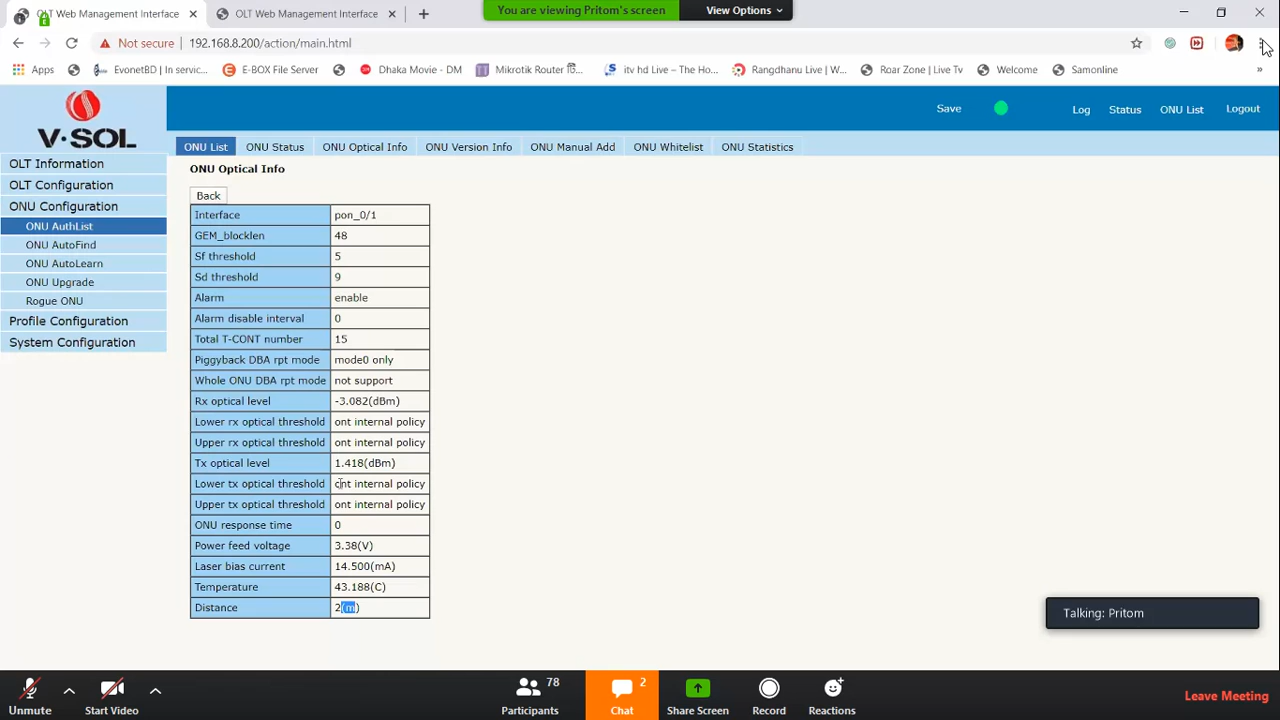 OLT Web Management Interface
OLT Web Management Interface
You are viewing Pritom's screen
View Options
Not secure
192.168.8.200/action/main.html
Apps
EvonetBD | In servic...
E-BOX File Server
Dhaka Movie - DM
Mikrotik Router
itv hd Live – The Ho...
Rangdhanu Live | W...
Roar Zone | Live Tv
Welcome
Samonline
V·SOL
Save
Log
Status
ONU List
Logout
OLT Information
OLT Configuration
ONU Configuration
ONU AuthList
ONU AutoFind
ONU AutoLearn
ONU Upgrade
Rogue ONU
Profile Configuration
System Configuration
ONU List
ONU Status
ONU Optical Info
ONU Version Info
ONU Manual Add
ONU Whitelist
ONU Statistics
ONU Optical Info
Back
Interface pon_0/1
GEM_blocklen 48
Sf threshold 5
Sd threshold 9
Alarm enable
Alarm disable interval 0
Total T-CONT number 15
Piggyback DBA rpt mode mode0 only
Whole ONU DBA rpt mode not support
Rx optical level -3.082(dBm)
Lower rx optical threshold ont internal policy
Upper rx optical threshold ont internal policy
Tx optical level 1.418(dBm)
Lower tx optical threshold ont internal policy
Upper tx optical threshold ont internal policy
ONU response time 0
Power feed voltage 3.38(V)
Laser bias current 14.500(mA)
Temperature 43.188(C)
Distance 2(m)
Talking: Pritom
Unmute
Start Video
78
Participants
2
Chat
Share Screen
Record
Reactions
Leave Meeting